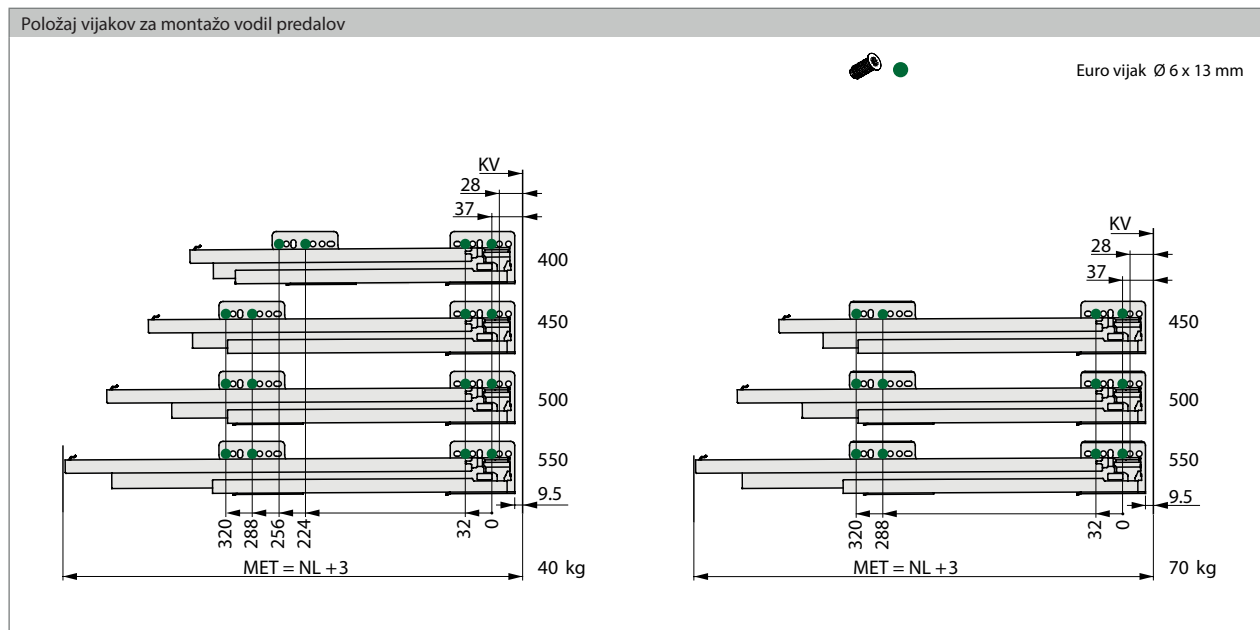 Položaj vijakov za montažo vodil predalov
Euro vijak Ø 6 x 13 mm
KV
28
37
400
450
500
550
9.5
320
288
256
224
32
0
MET = NL +3
40 kg
KV
28
37
450
500
550
9.5
320
288
32
0
MET = NL +3
70 kg